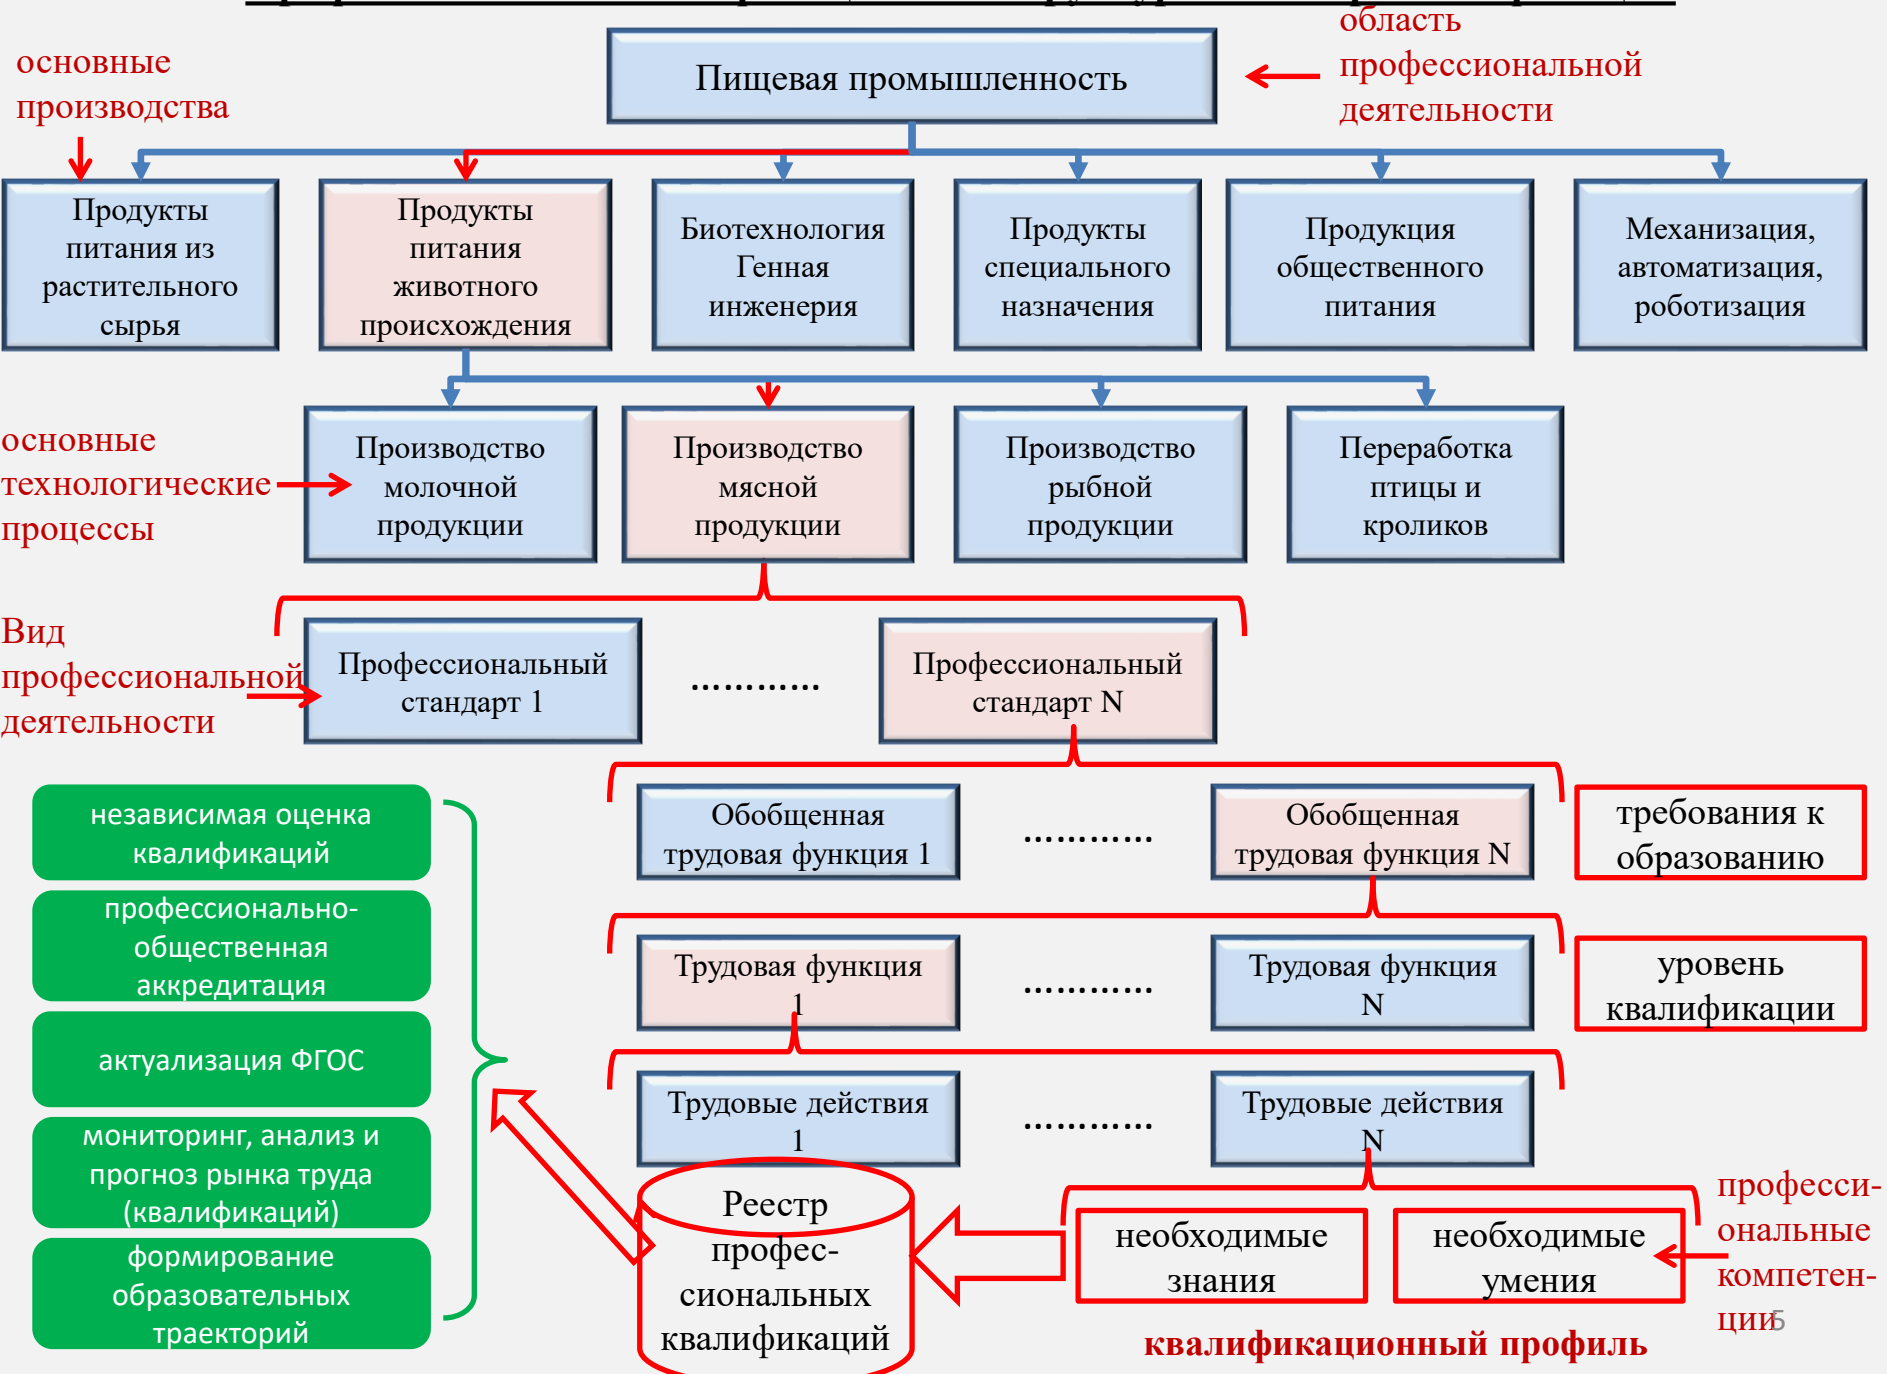 область
профессиональной
деятельности
основные
производства
Пищевая промышленность
Продукты
питания из
растительного
сырья
Продукты
питания
животного
происхождения
Биотехнология
Генная
инженерия
Продукты
специального
назначения
Продукция
общественного
питания
Механизация,
автоматизация,
роботизация
основные
технологические
процессы
Производство
молочной
продукции
Производство
мясной
продукции
Производство
рыбной
продукции
Переработка
птицы и
кроликов
Вид
профессиональной
деятельности
Профессиональный
стандарт 1
…………
Профессиональный
стандарт N
Обобщенная
трудовая функция 1
…………
Обобщенная
трудовая функция N
требования к
образованию
Трудовая функция
1
…………
Трудовая функция
N
уровень
квалификации
Трудовые действия
1
…………
Трудовые действия
N
независимая оценка
квалификаций
профессионально-
общественная
аккредитация
актуализация ФГОС
мониторинг, анализ и
прогноз рынка труда
(квалификаций)
формирование
образовательных
траекторий
Реестр
профес-
сиональных
квалификаций
необходимые
знания
необходимые
умения
професси-
ональные
компетен-
ции
квалификационный профиль
5